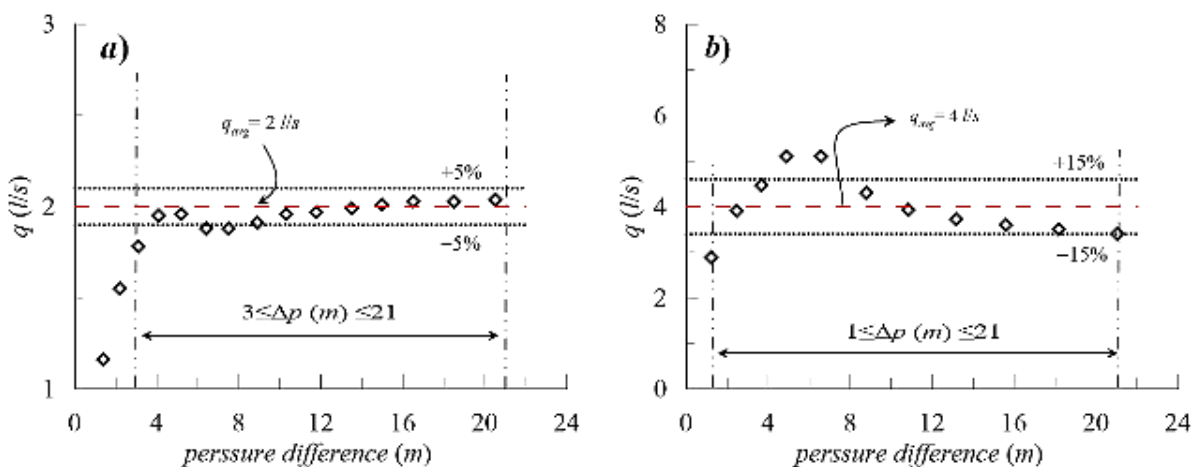 a)
3
2
1
q (l/s)
q_avg = 2 l/s
+5%
−5%
3≤Δp (m) ≤21
0 4 8 12 16 20 24
perssure difference (m)
b)
8
6
4
2
0
q (l/s)
q_avg = 4 l/s
+15%
−15%
1≤Δp (m) ≤21
0 4 8 12 16 20 24
perssure difference (m)